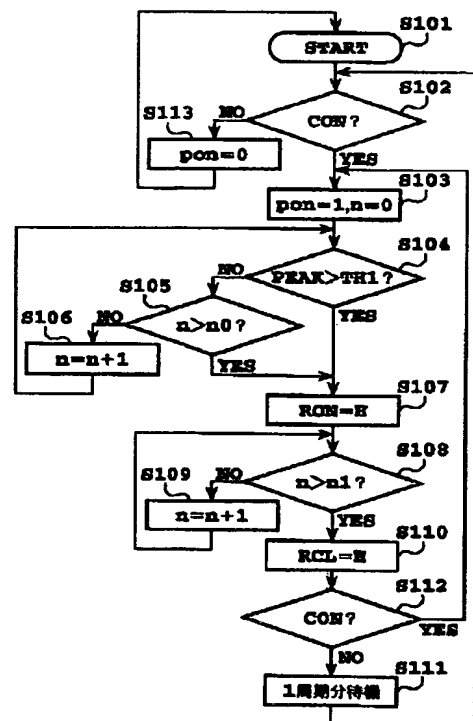 S101
START
S102
CON?
NO
YES
S113
pon=0
S103
pon=1,n=0
S104
PEAK>TH1?
NO
YES
S105
n>n0?
NO
YES
S106
n=n+1
S107
RON=H
S108
n>n1?
NO
YES
S109
n=n+1
S110
RCL=H
S112
CON?
YES
NO
S111
1周期分待機